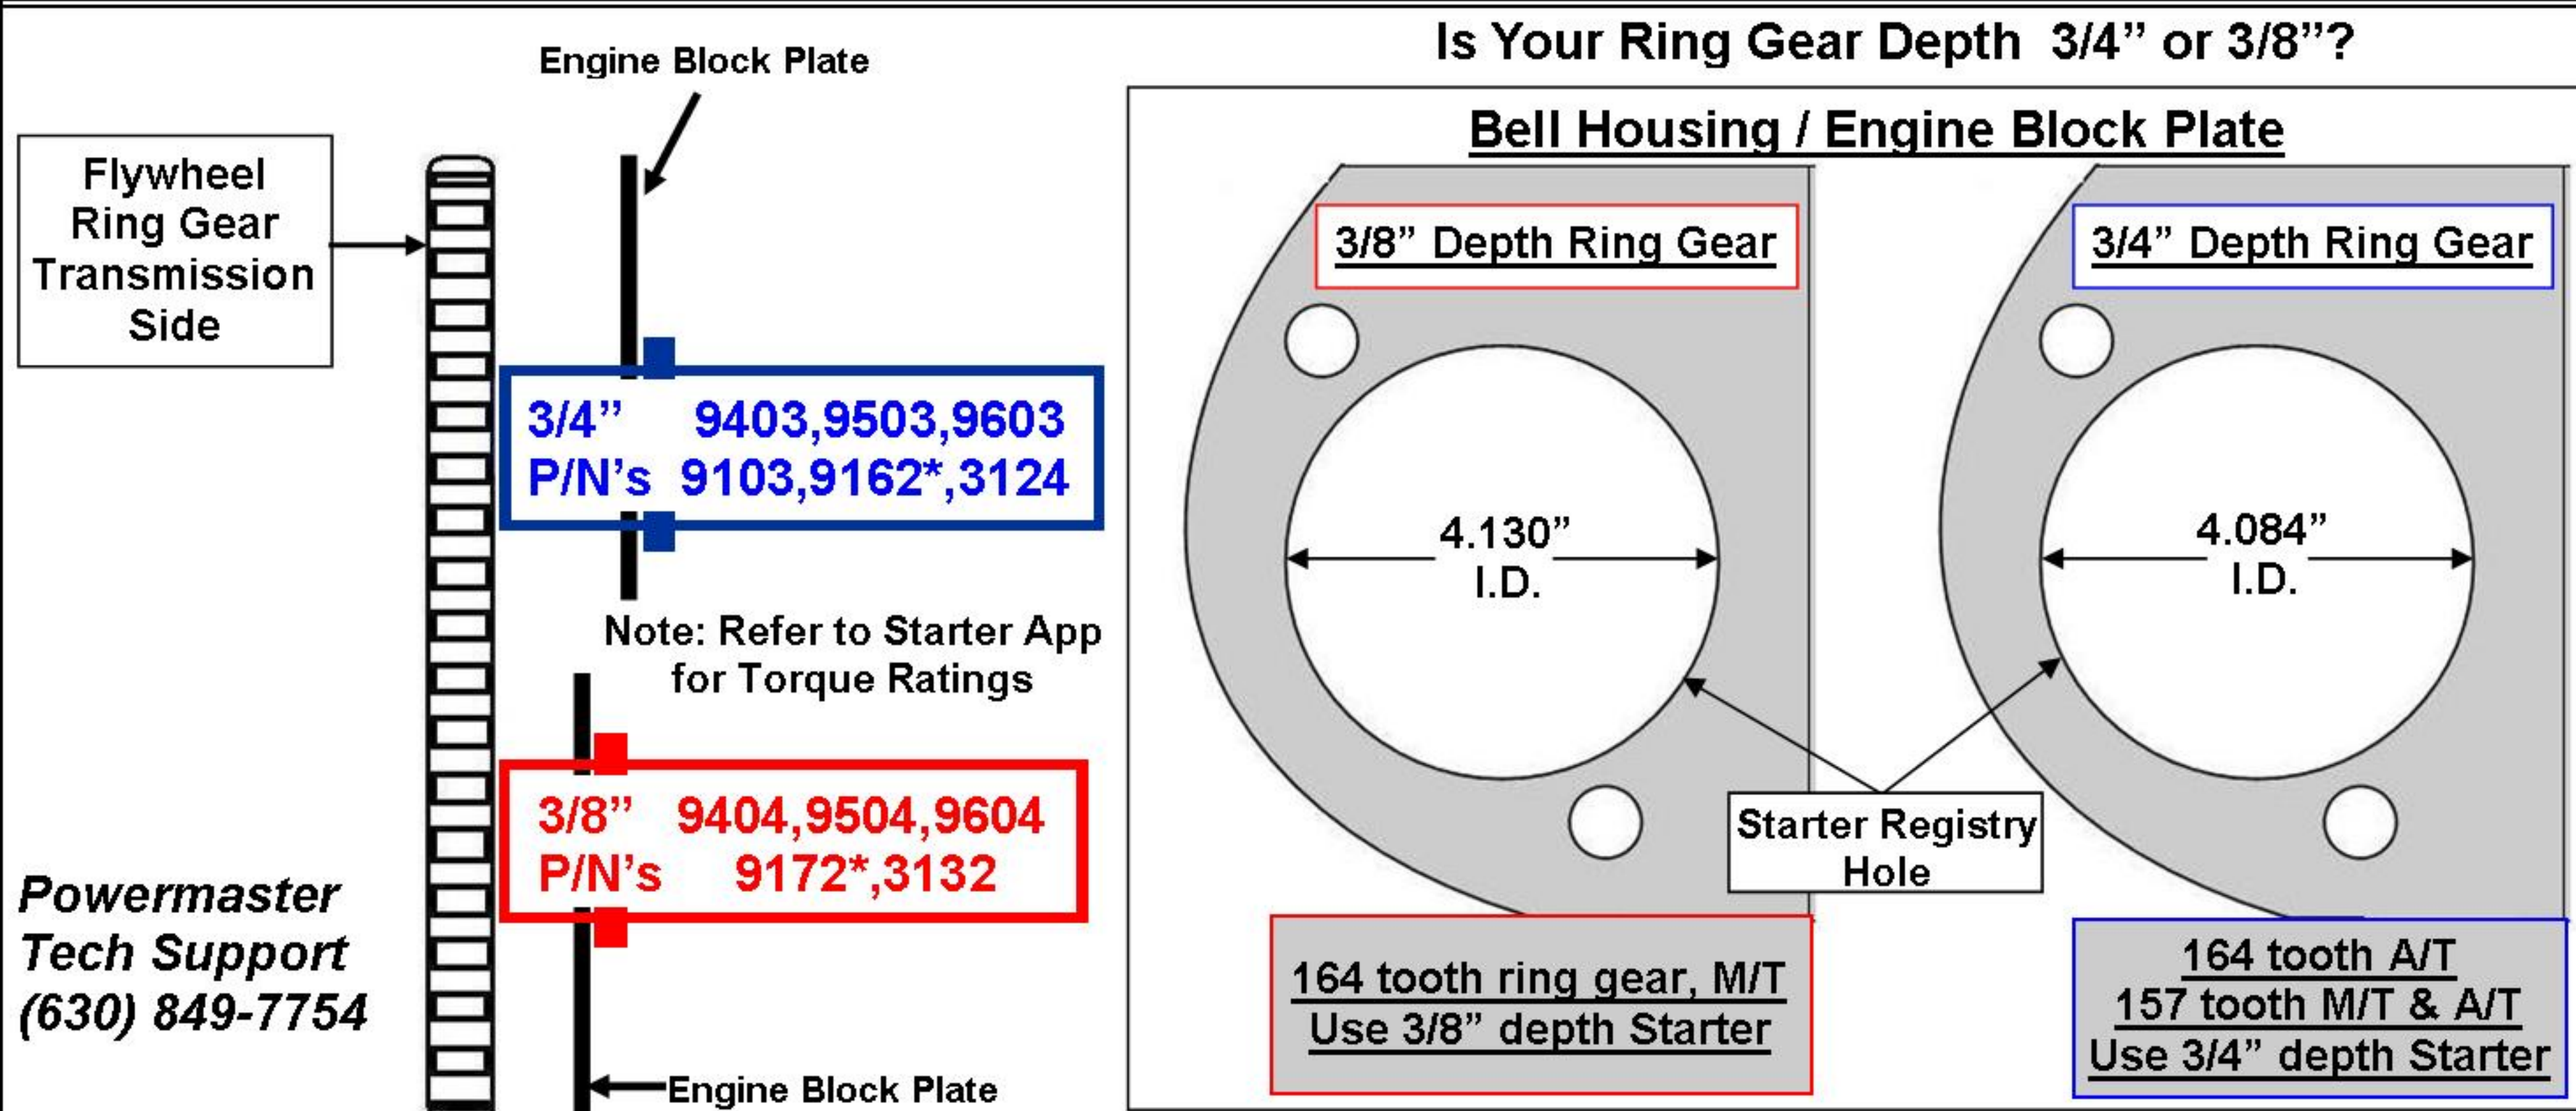 Is Your Ring Gear Depth 3/4” or 3/8”?
Engine Block Plate
Flywheel
Ring Gear
Transmission
Side
3/4” 9403,9503,9603
P/N’s 9103,9162*,3124
Note: Refer to Starter App
for Torque Ratings
3/8” 9404,9504,9604
P/N’s 9172*,3132
Powermaster
Tech Support
(630) 849-7754
Engine Block Plate
Bell Housing / Engine Block Plate
3/8” Depth Ring Gear
4.130”
I.D.
3/4” Depth Ring Gear
4.084”
I.D.
Starter Registry
Hole
164 tooth ring gear, M/T
Use 3/8” depth Starter
164 tooth A/T
157 tooth M/T & A/T
Use 3/4” depth Starter